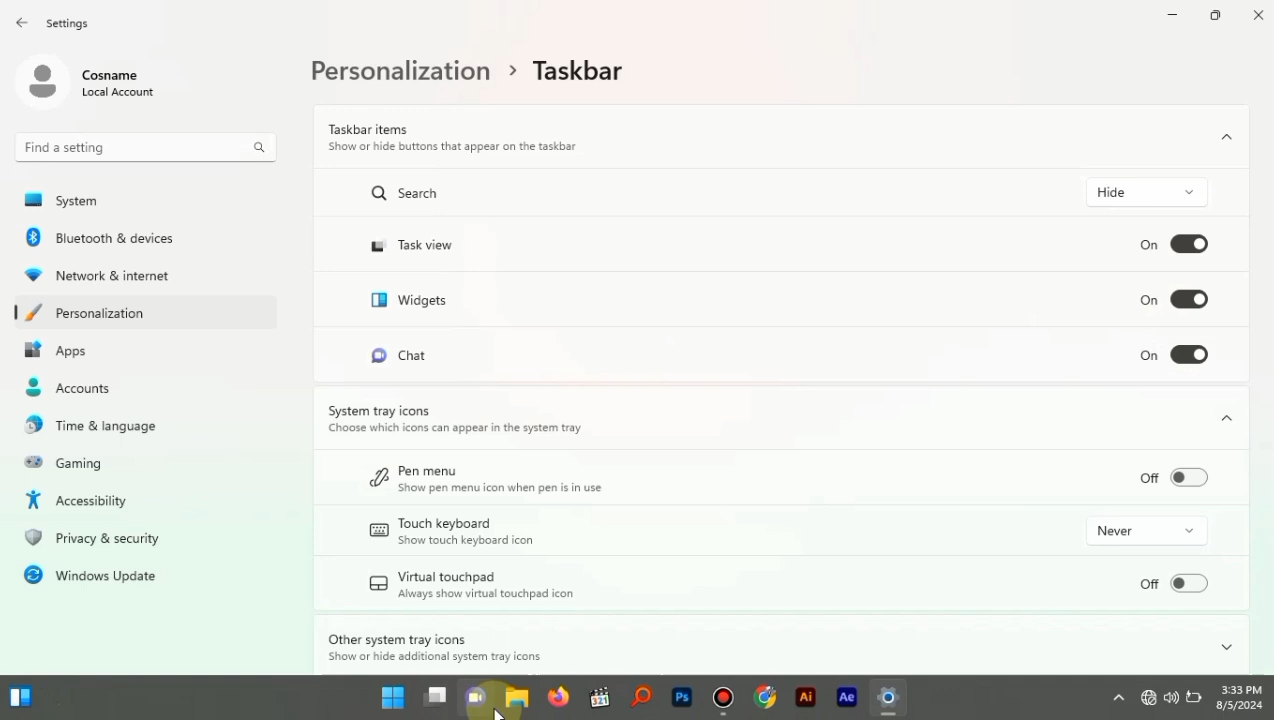 Settings
Cosname
Local Account
Find a setting
System
Bluetooth & devices
Network & internet
Personalization
Apps
Accounts
Time & language
Gaming
Accessibility
Privacy & security
Windows Update
Personalization > Taskbar
Taskbar items
Show or hide buttons that appear on the taskbar
Search Hide
Task view On
Widgets On
Chat On
System tray icons
Choose which icons can appear in the system tray
Pen menu
Show pen menu icon when pen is in use
Off
Touch keyboard
Show touch keyboard icon
Never
Virtual touchpad
Always show virtual touchpad icon
Off
Other system tray icons
Show or hide additional system tray icons
321
Ps
Ai
Ae
3:33 PM
8/5/2024